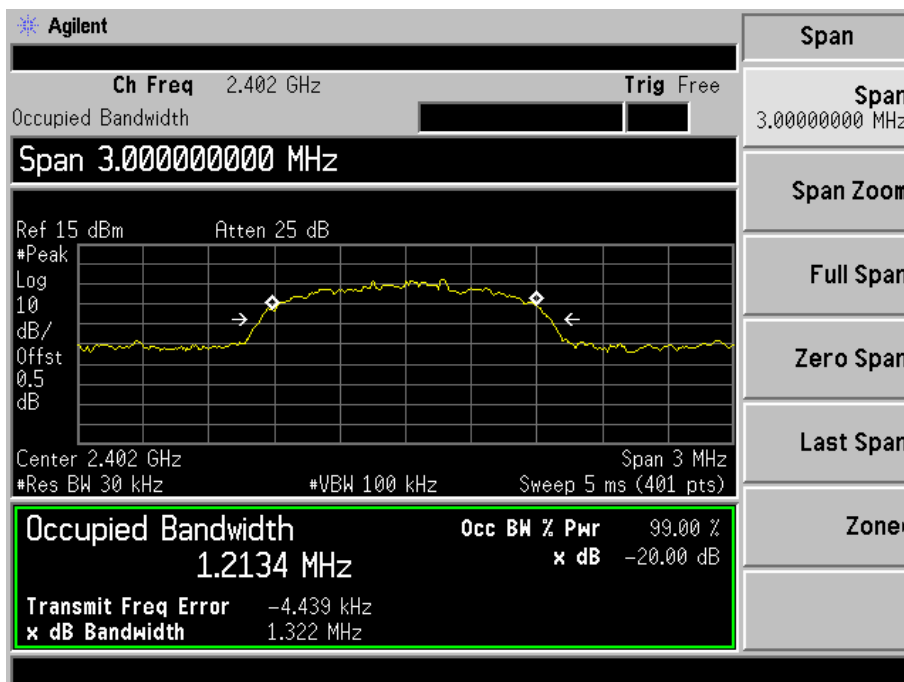 Agilent
Span
Ch Freq 2.402 GHz Trig Free
Occupied Bandwidth
Span 3.000000000 MHz
Ref 15 dBm Atten 25 dB
#Peak
Log
10
dB/
Offst
0.5
dB
Center 2.402 GHz Span 3 MHz
#Res BW 30 kHz #VBW 100 kHz Sweep 5 ms (401 pts)
Occupied Bandwidth Occ BW % Pwr 99.00 %
1.2134 MHz x dB -20.00 dB
Transmit Freq Error -4.439 kHz
x dB Bandwidth 1.322 MHz
Span
3.00000000 MHz
Span Zoom
Full Span
Zero Span
Last Span
Zone